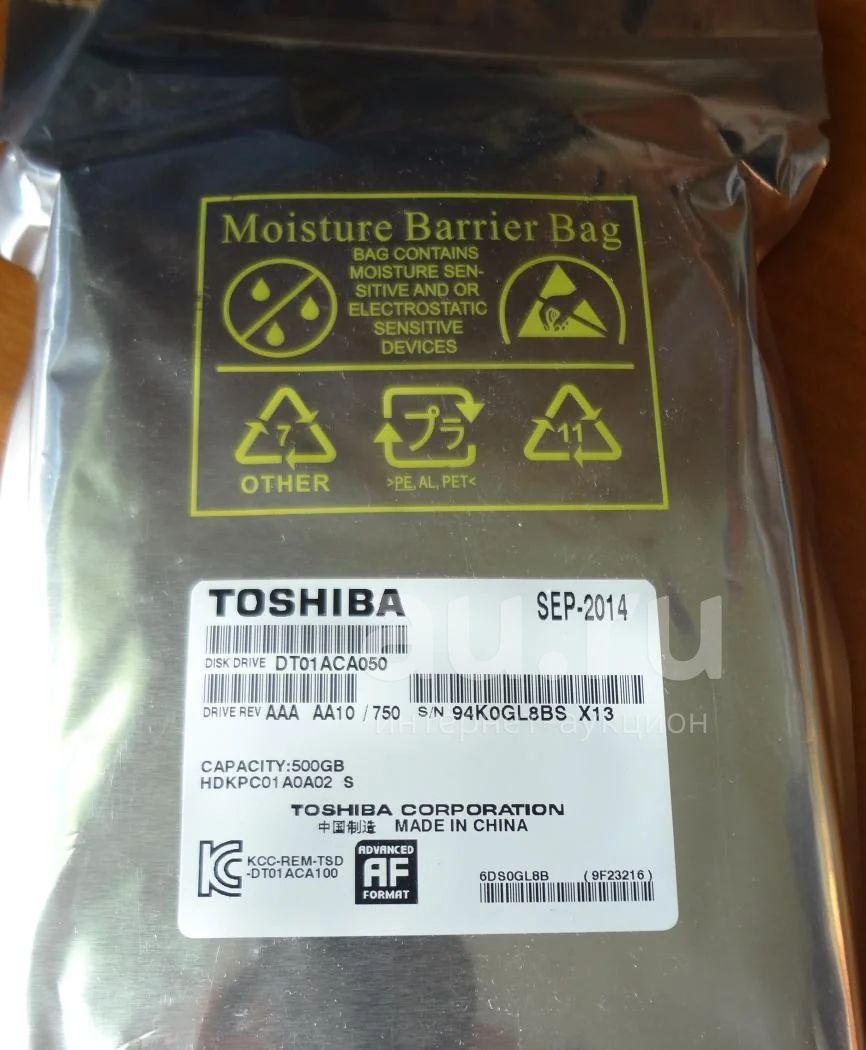 Moisture Barrier Bag
BAG CONTAINS
MOISTURE SEN-
SITIVE AND OR
ELECTROSTATIC
SENSITIVE
DEVICES
7
プラ
11
OTHER
>PE, AL, PET<
TOSHIBA
SEP-2014
DISK DRIVE DT01ACA050
DRIVE REV AAA AA10 / 750 S/N 94K0GL8BS X13
CAPACITY:500GB
HDKPC01A0A02 S
TOSHIBA CORPORATION
中国制造 MADE IN CHINA
KCC-REM-TSD
-DT01ACA100
ADVANCED
AF
FORMAT
6DS0GL8B (9F23216)
au.ru
интернет-аукцион